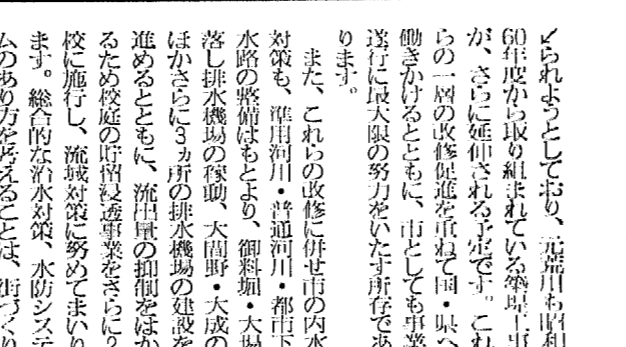 られようとしており、元荒川も昭和
60年度から取り組まれている築堤工事
が、さらに延伸される予定です。これ
らの一層の改修促進を重ねて国・県へ
働きかけるとともに、市としても事業
遂行に最大限の努力をいたす所存であ
ります。
また、これらの改修に併せ市の内水
対策も、準用河川・普通河川・都市下
水路の整備はもとより、御料堀・大場
落し排水機場の稼動、大間野・大成の
ほかさらに3ヵ所の排水機場の建設を
進めるとともに、流出量の抑制をはか
るため校庭の貯留浸透事業をさらに2
校に施行し、流域対策に努めてまいり
ます。総合的な治水対策、水防システ
ムのあり方を考えることは、街づくり